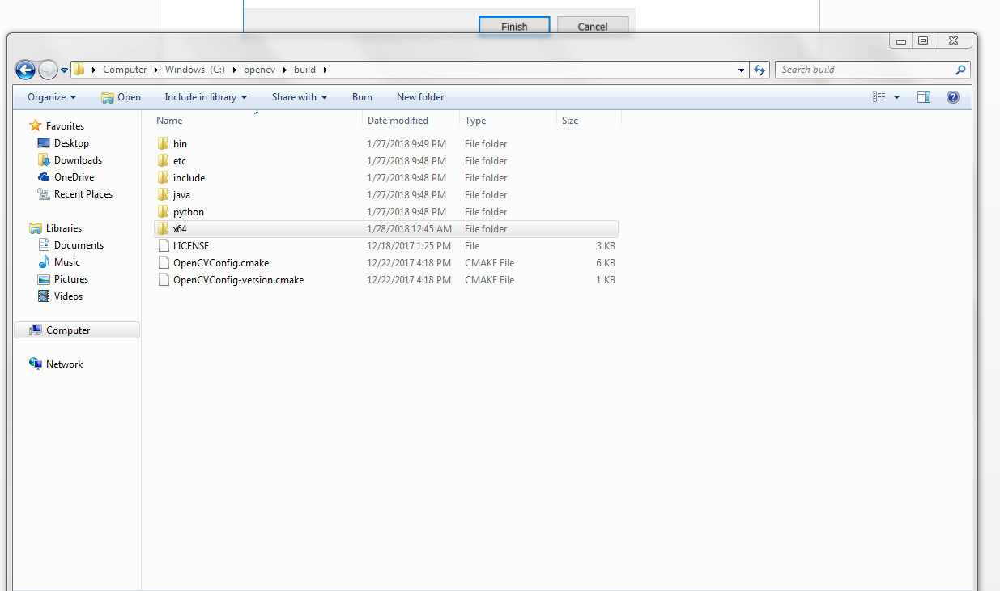 Finish Cancel
Computer Windows (C:) opencv build Search build
Organize Open Include in library Share with Burn New folder
Name Date modified Type Size
Favorites
Desktop
Downloads
OneDrive
Recent Places
Libraries
Documents
Music
Pictures
Videos
Computer
Network
bin 1/27/2018 9:49 PM File folder
etc 1/27/2018 9:48 PM File folder
include 1/27/2018 9:48 PM File folder
java 1/27/2018 9:48 PM File folder
python 1/27/2018 9:48 PM File folder
x64 1/28/2018 12:45 AM File folder
LICENSE 12/18/2017 1:25 PM File 3 KB
OpenCVConfig.cmake 12/22/2017 4:18 PM CMAKE File 6 KB
OpenCVConfig-version.cmake 12/22/2017 4:18 PM CMAKE File 1 KB